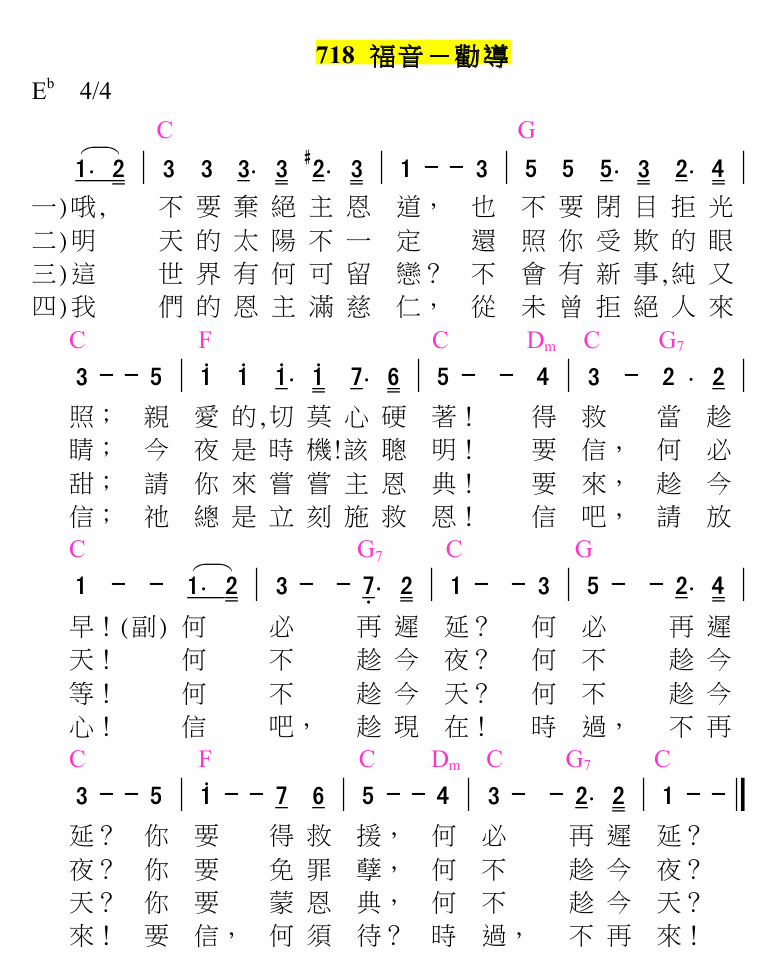 718 福音－勸導
E♭ 4/4
C G
1· 2 | 3 3 3· 3 #2· 3 | 1 - - 3 | 5 5 5· 3 2· 4 |
一)哦, 不要棄絕主恩 道， 也 不要閉目拒光
二)明 天的太陽不一 定 還 照你受欺的眼
三)這 世界有何可留 戀？ 不 會有新事,純又
四)我 們的恩主滿慈 仁， 從 未曾拒絕人來
C F C Dm C G7
3 - - 5 | i i i· i 7· 6 | 5 - - 4 | 3 - 2 · 2 |
照； 親 愛的,切莫心硬 著！ 得 救 當 趁
睛； 今 夜是時機!該聰 明！ 要 信， 何 必
甜； 請 你來嘗嘗主恩 典！ 要 來， 趁 今
信； 祂 總是立刻施救 恩！ 信 吧， 請 放
C G7 C G
1 - - 1· 2 | 3 - - 7· 2 | 1 - - 3 | 5 - - 2· 4 |
早！(副) 何 必 再遲 延？ 何 必 再遲
天！ 何 不 趁今 夜？ 何 不 趁今
等！ 何 不 趁今 天？ 何 不 趁今
心！ 信 吧， 趁現 在！ 時 過， 不再
C F C Dm C G7 C
3 - - 5 | i - - 7 6 | 5 - - 4 | 3 - - 2· 2 | 1 - - ‖
延？ 你 要 得救 援， 何 必 再遲 延？
夜？ 你 要 免罪 孽， 何 不 趁今 夜？
天？ 你 要 蒙恩 典， 何 不 趁今 天？
來！ 要 信， 何須 待？ 時 過， 不再 來！